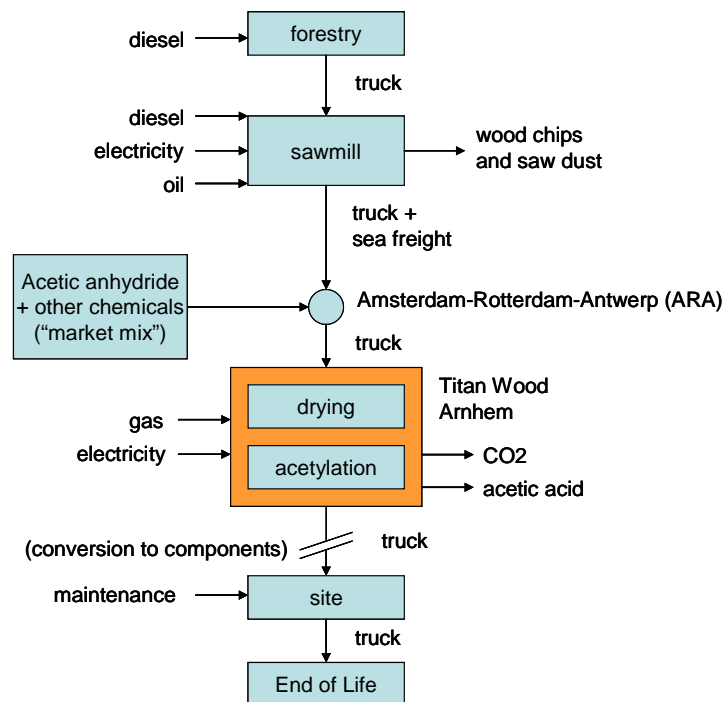 forestry
diesel
truck
diesel
electricity
oil
sawmill
wood chips
and saw dust
truck +
sea freight
Acetic anhydride
+ other chemicals
(“market mix”)
Amsterdam-Rotterdam-Antwerp (ARA)
truck
Titan Wood
Arnhem
drying
gas
electricity
acetylation
CO2
acetic acid
(conversion to components)
truck
maintenance
site
truck
End of Life